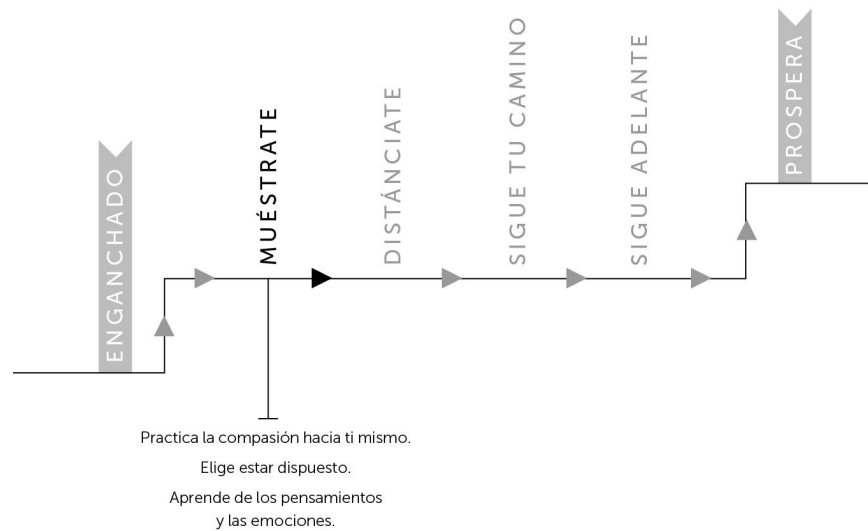 ENGANCHADO
MUÉSTRATE
DISTÁNCIATE
SIGUE TU CAMINO
SIGUE ADELANTE
PROSPERA
Practica la compasión hacia ti mismo.
Elige estar dispuesto.
Aprende de los pensamientos
y las emociones.